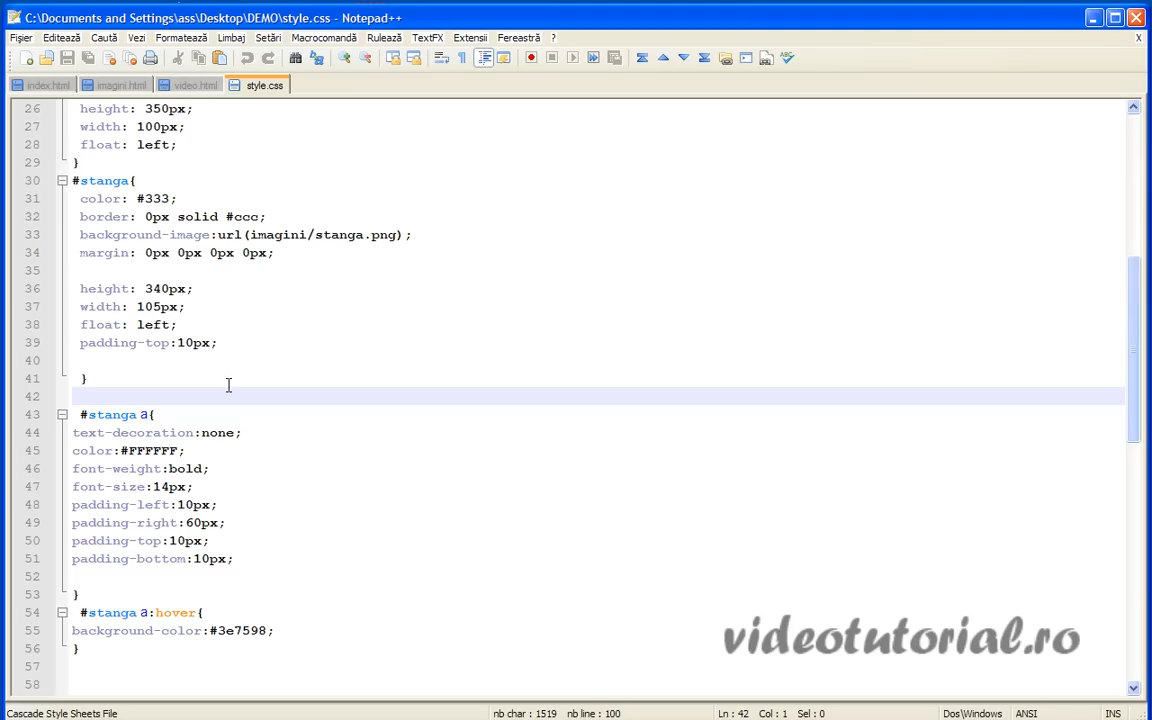 C:\Documents and Settings\ass\Desktop\DEMO\style.css - Notepad++
Fișier Editează Caută Vezi Formatează Limbaj Setări Macrocomandă Rulează TextFX Extensii Fereastră ? X
index.html imagini.html video.html style.css
26 height: 350px;
27 width: 100px;
28 float: left;
29 }
30 #stanga{
31 color: #333;
32 border: 0px solid #ccc;
33 background-image:url(imagini/stanga.png);
34 margin: 0px 0px 0px 0px;
35
36 height: 340px;
37 width: 105px;
38 float: left;
39 padding-top:10px;
40
41 }
42
43 #stanga a{
44 text-decoration:none;
45 color:#FFFFFF;
46 font-weight:bold;
47 font-size:14px;
48 padding-left:10px;
49 padding-right:60px;
50 padding-top:10px;
51 padding-bottom:10px;
52
53 }
54 #stanga a:hover{
55 background-color:#3e7598;
56 }
57
58
videotutorial.ro
Cascade Style Sheets File nb char : 1519 nb line : 100 Ln : 42 Col : 1 Sel : 0 Dos\Windows ANSI INS